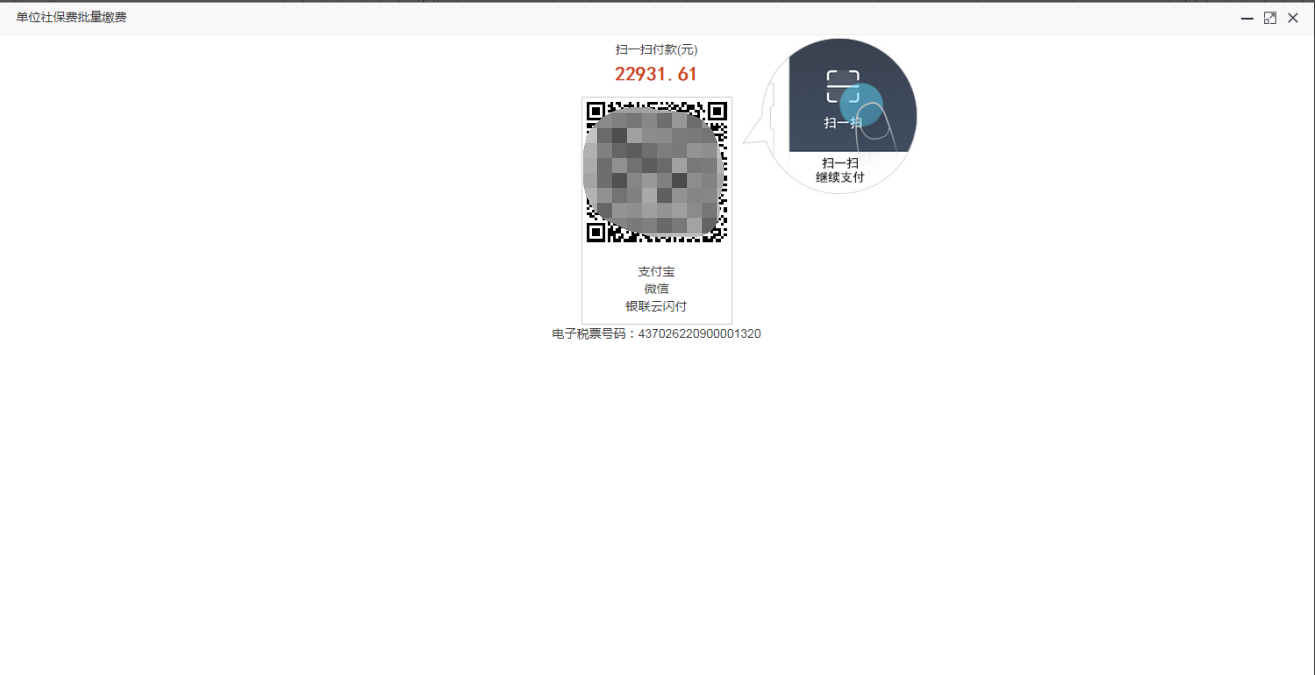 单位社保费批量缴费
扫一扫付款(元)
22931.61
扫一扫
扫一扫
继续支付
支付宝
微信
银联云闪付
电子税票号码：437026220900001320